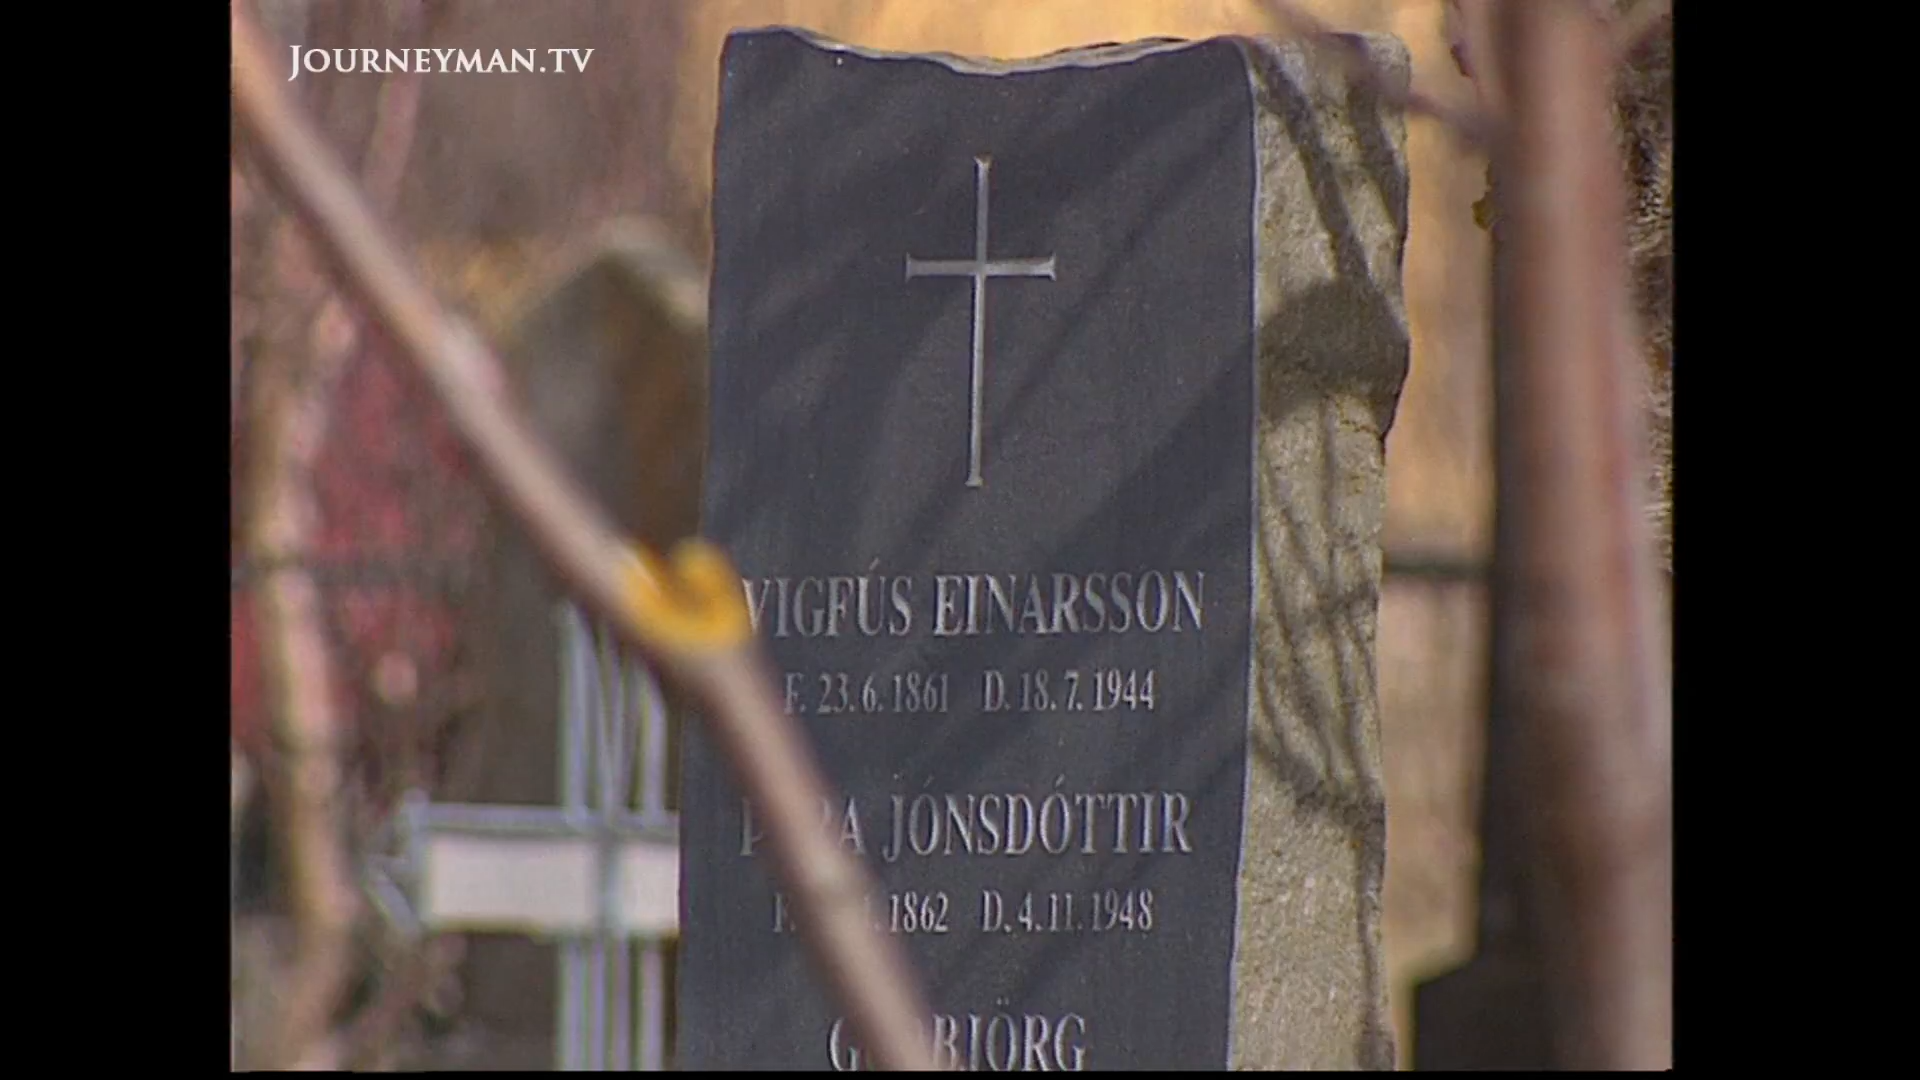 JOURNEYMAN.TV
VIGFÚS EINARSSON
F. 23.6.1861 D. 18.7.1944
JÓNSDÓTTIR
1862 D. 4.11.1948